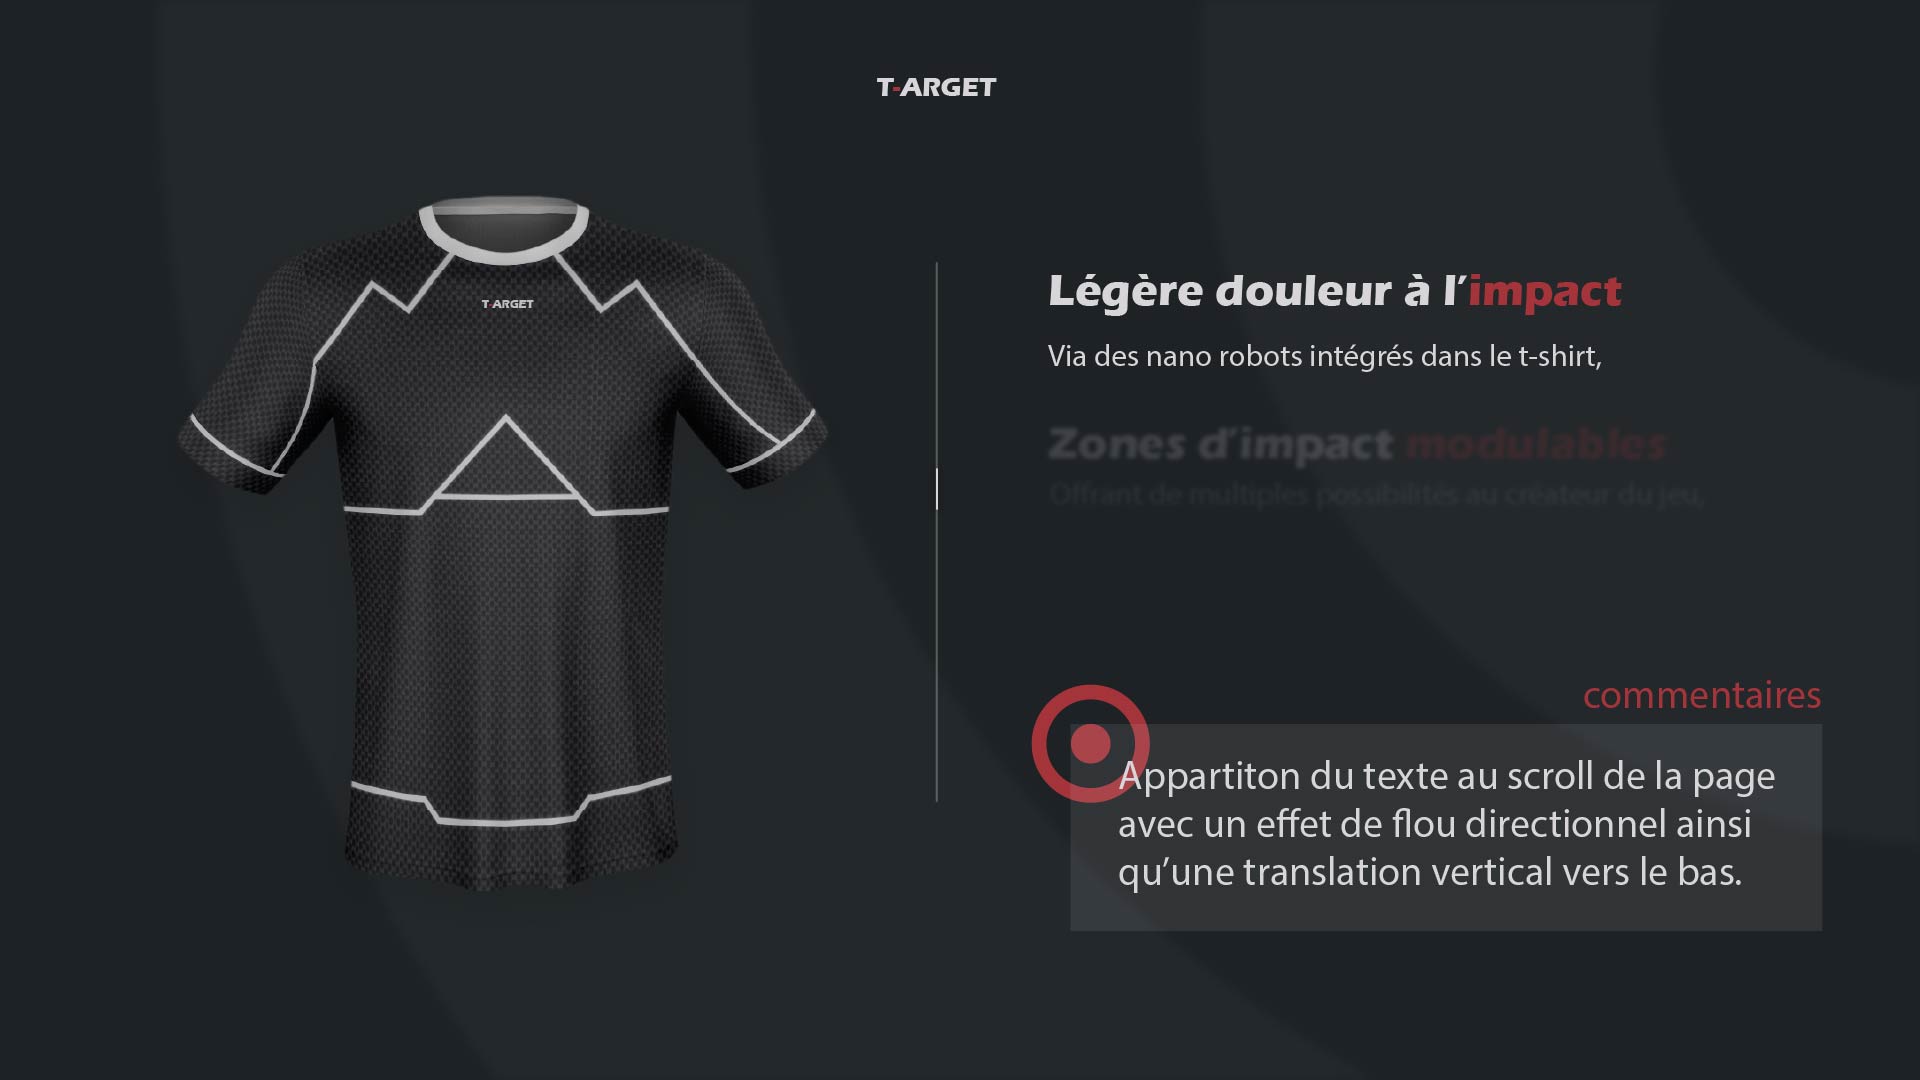 T-ARGET
T-ARGET
Légère douleur à l’impact
Via des nano robots intégrés dans le t-shirt,
Zones d’impact modulables
Offrant de multiples possibilités au créateur du jeu,
commentaires
Appartiton du texte au scroll de la page
avec un effet de flou directionnel ainsi
qu’une translation vertical vers le bas.